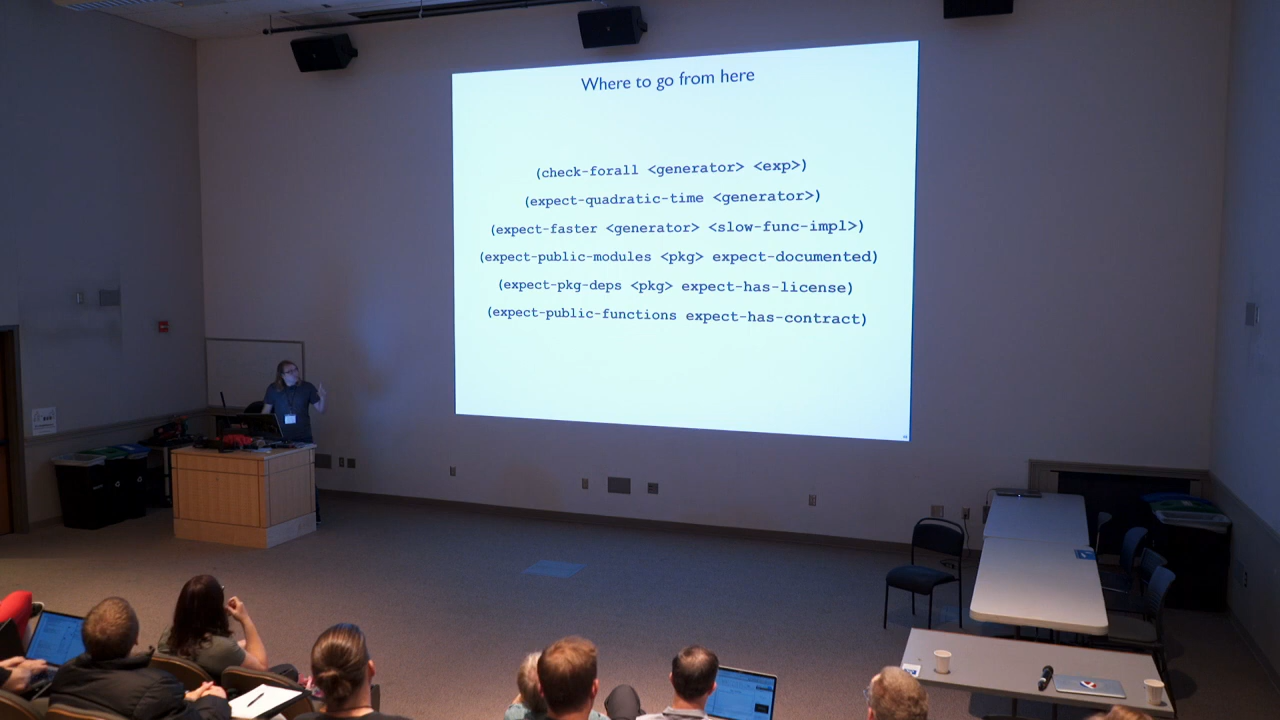 Where to go from here
(check-forall <generator> <exp>)
(expect-quadratic-time <generator>)
(expect-faster <generator> <slow-func-impl>)
(expect-public-modules <pkg> expect-documented)
(expect-pkg-deps <pkg> expect-has-license)
(expect-public-functions expect-has-contract)